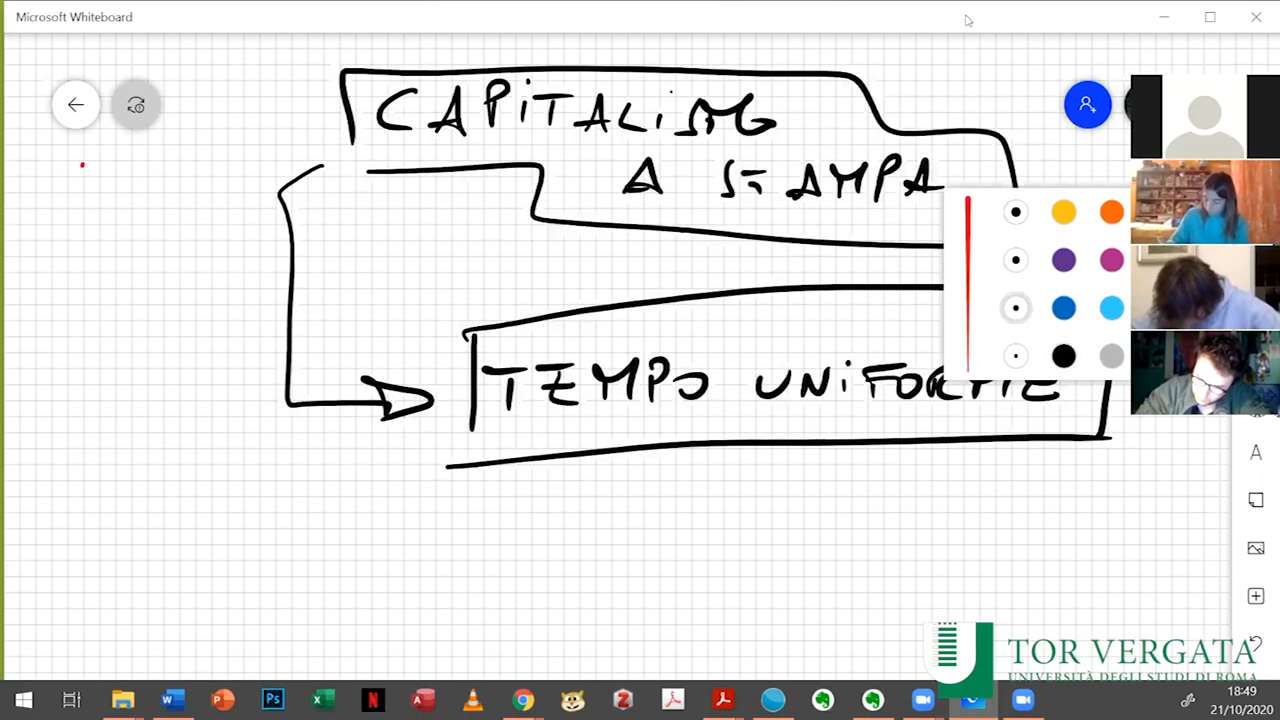 Microsoft Whiteboard
CAPiTALiSMO
A STAMPA
TEMPO UNiFORME
A
TOR VERGATA
UNIVERSITÀ DEGLI STUDI DI ROMA
18:49
21/10/2020